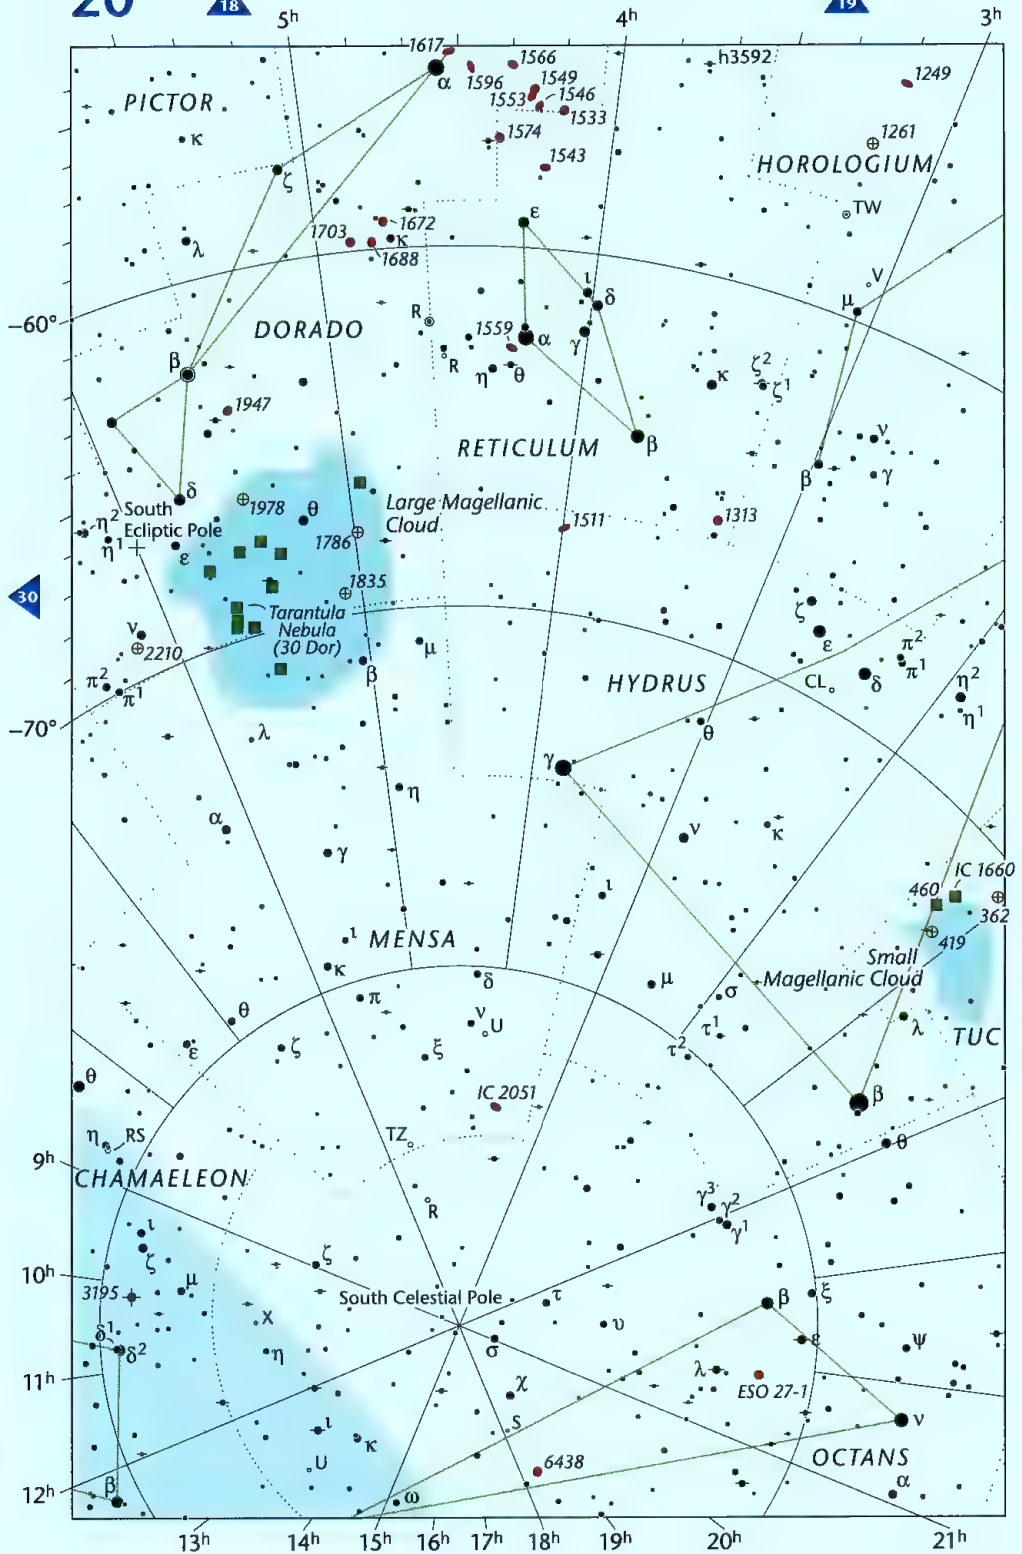 20
18
5h
4h
19
3h
1617
1566
h3592
α
1596
1549
1249
PICTOR
1553
1546
1533
κ
1574
1261
1543
HOROLOGIUM
ζ
TW
ε
1703
1672
κ
λ
1688
V
ι
δ
μ
−60°
DORADO
R
1559
α
γ
β
R
η
θ
κ
ζ2
ζ1
1947
RETICULUM
β
ν
β
γ
δ
Large Magellanic
Cloud
South
Ecliptic Pole
1978
θ
η2
η1
1786
1511
1313
ε
30
1835
ζ
Tarantula
Nebula
(30 Dor)
ν
2210
ε
π2
π1
μ
β
HYDRUS
CL
δ
η2
π2
π1
η1
−70°
λ
θ
γ
η
α
ν
κ
γ
IC 1660
460
ι
362
419
ι
MENSA
Small
Magellanic Cloud
κ
δ
μ
σ
π
θ
ν
U
τ1
λ
TUC
ε
ζ
ξ
τ2
θ
IC 2051
β
η
RS
TZ
θ
9h
CHAMAELEON
R
γ3
γ2
γ1
ι
ζ
ζ
10h
3195
μ
South Celestial Pole
τ
β
ξ
δ1
X
υ
δ2
η
σ
ε
ψ
λ
11h
χ
ESO 27-1
ι
κ
S
ν
U
6438
OCTANS
β
ω
α
12h
13h
14h
15h
16h
17h
18h
19h
20h
21h